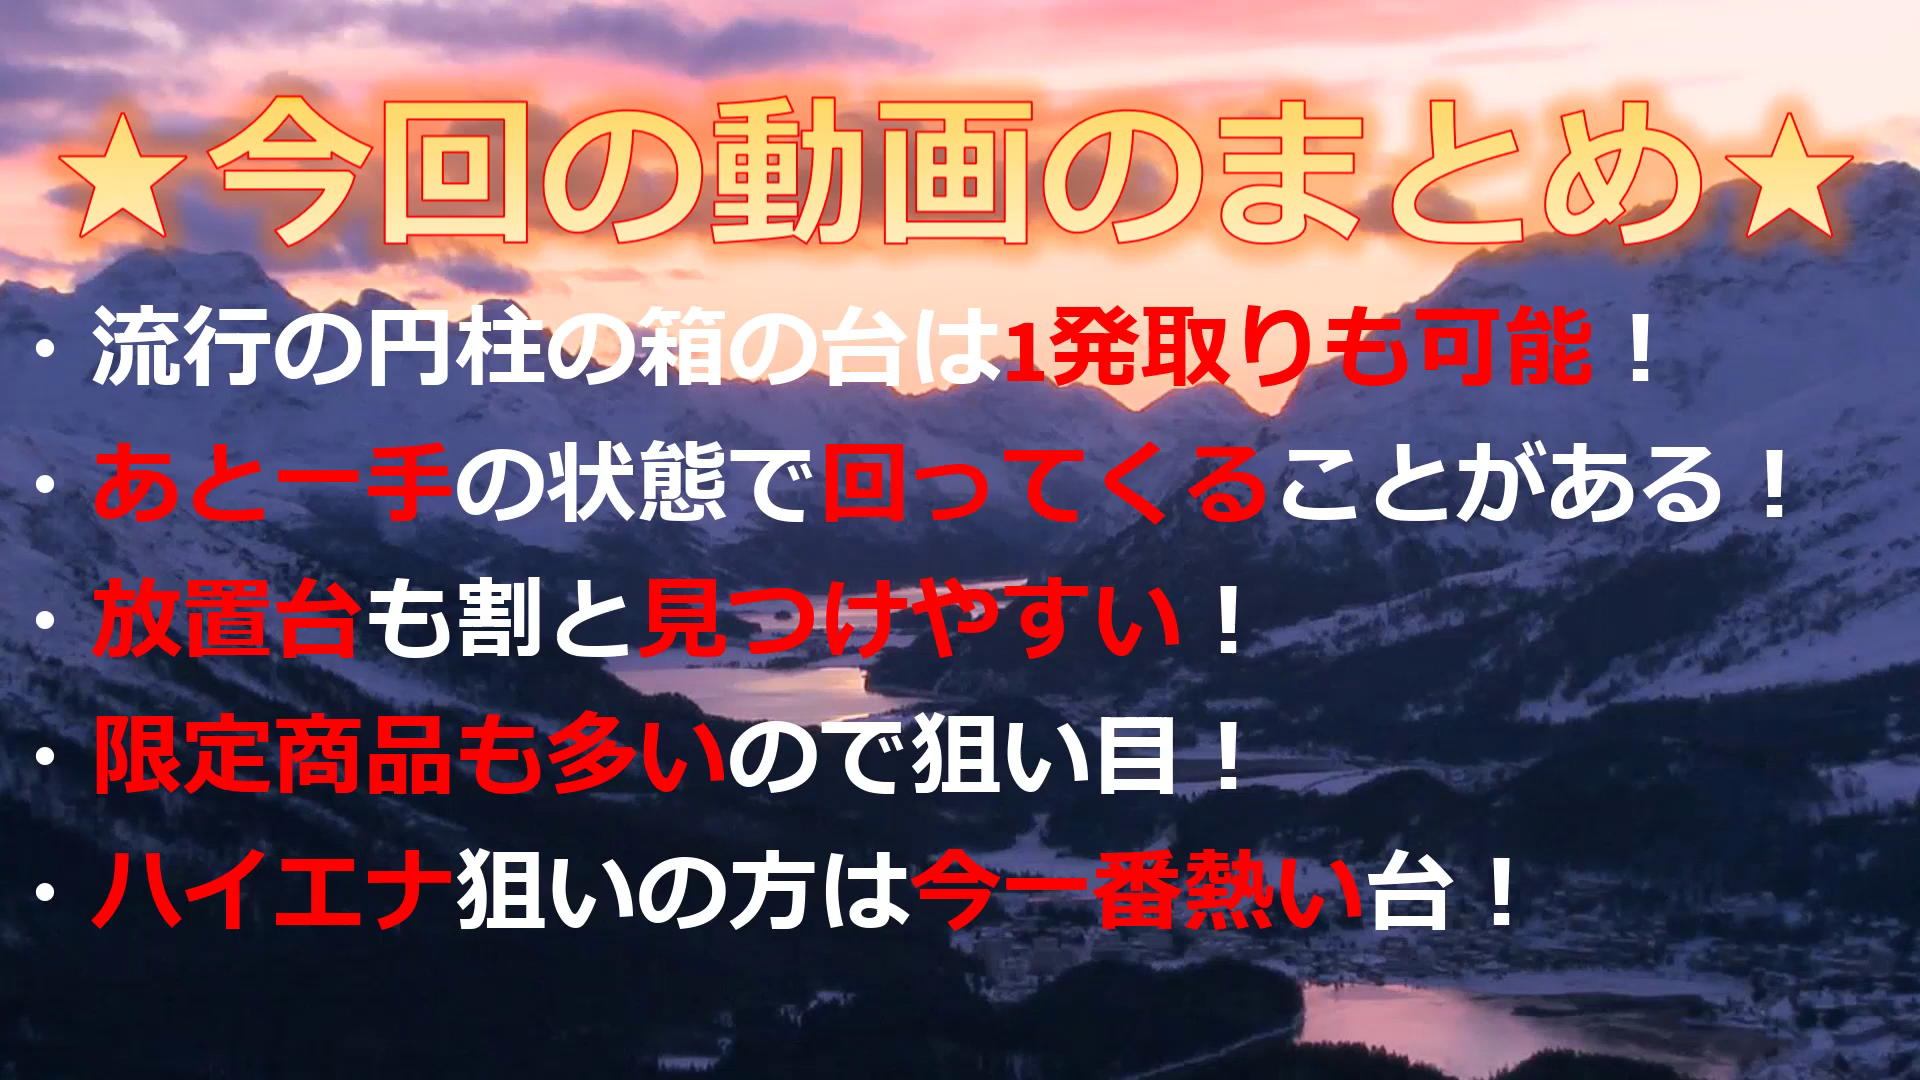 ★今回の動画のまとめ★
・流行の円柱の箱の台は1発取りも可能！
・あと一手の状態で回ってくることがある！
・放置台も割と見つけやすい！
・限定商品も多いので狙い目！
・ハイエナ狙いの方は今一番熱い台！